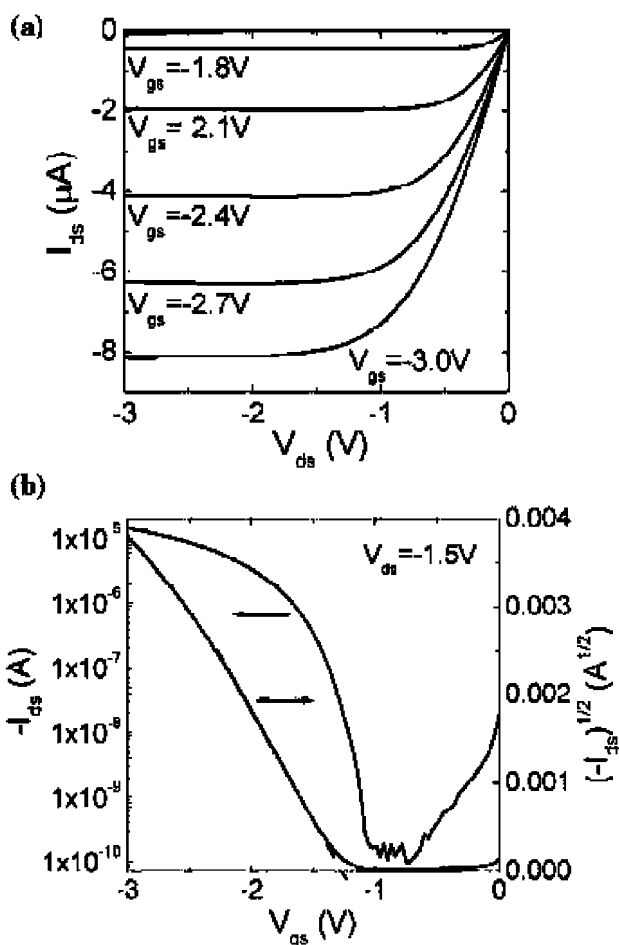 (a)
0
-2
-4
-6
-8
I_ds (μA)
V_gs=-1.8V
V_gs= 2.1V
V_gs=-2.4V
V_gs=-2.7V
V_gs=-3.0V
-3 -2 -1 0
V_ds (V)
(b)
1x10^-5
1x10^-6
1x10^-7
1x10^-8
1x10^-9
1x10^-10
-I_ds (A)
V_ds=-1.5V
0.004
0.003
0.002
0.001
0.000
(-I_ds)^1/2 (A^1/2)
-3 -2 -1 0
V_gs (V)